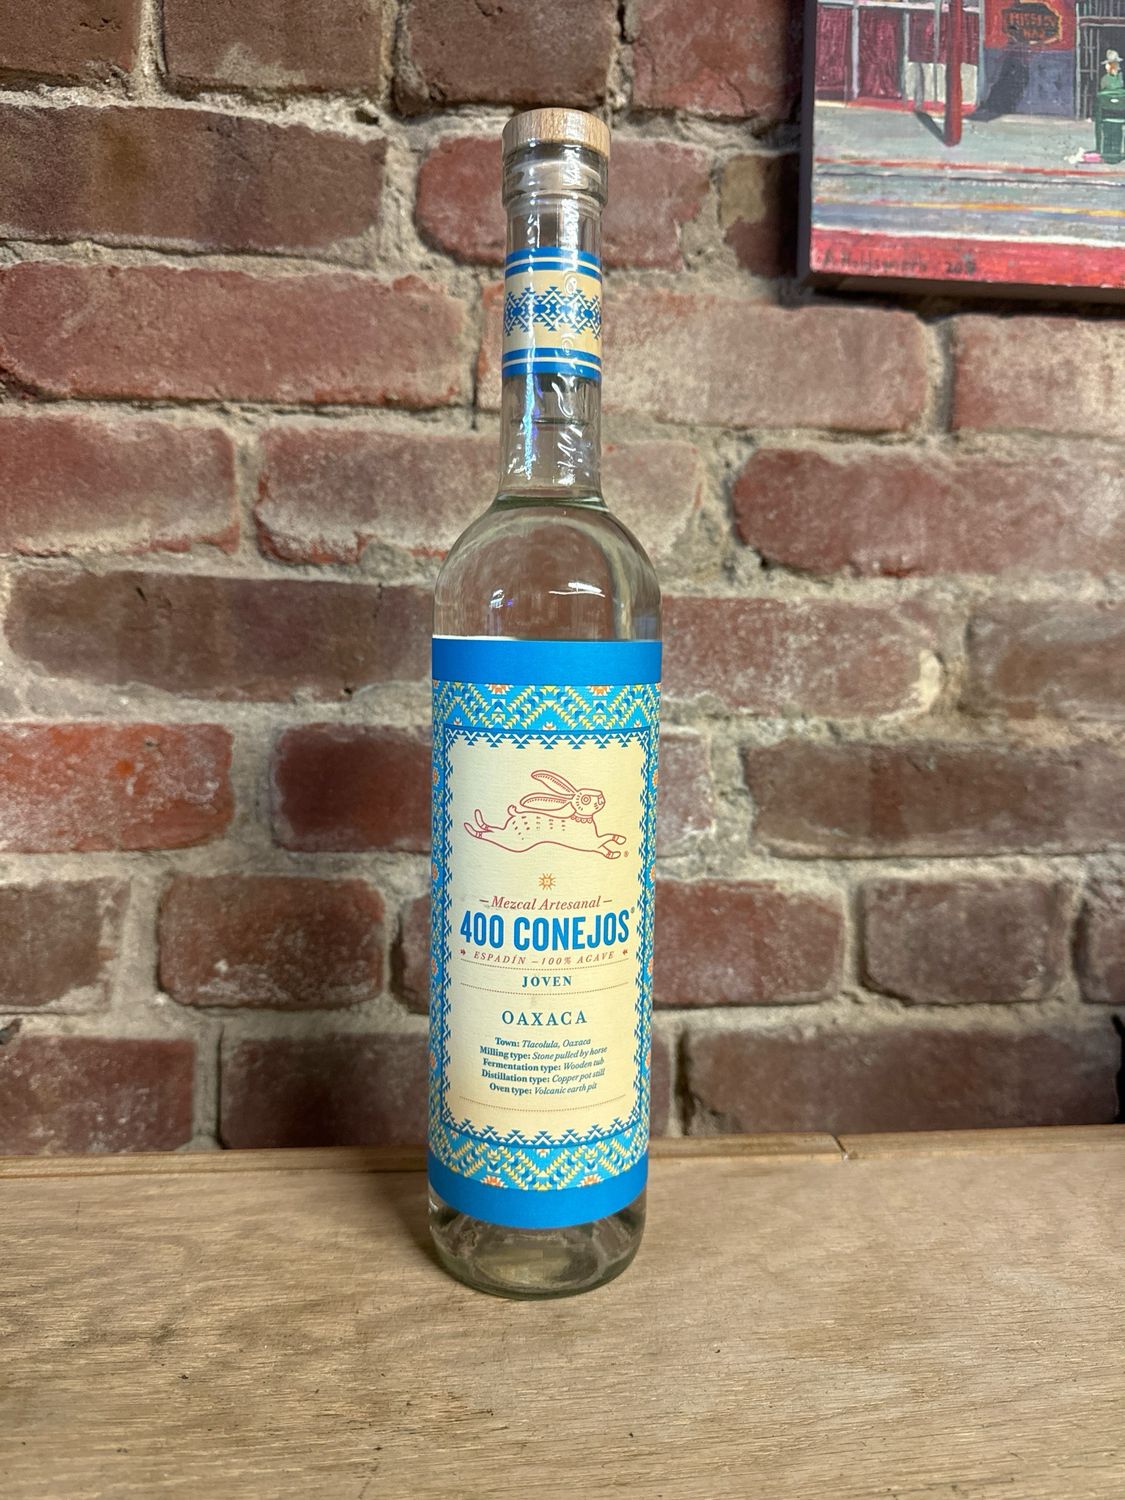 Mezcal Artesanal
400 CONEJOS®
ESPADÍN – 100% AGAVE
JOVEN
OAXACA
Town: Tlacolula, Oaxaca
Milling type: Stone pulled by horse
Fermentation type: Wooden tub
Distillation type: Copper pot still
Oven type: Volcanic earth pit